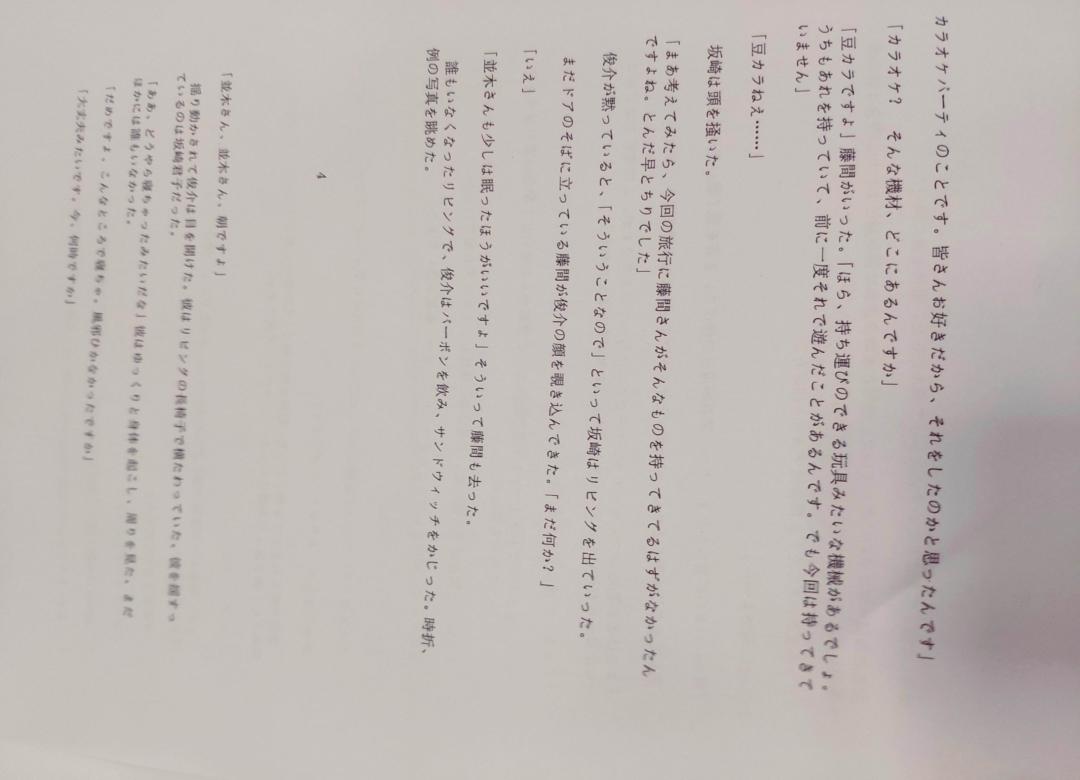 カラオケパーティのことです。皆さんお好きだから、それをしたのかと思ったんです」
「カラオケ？　そんな機材、どこにあるんですか」
「豆カラですよ」藤間がいった。「ほら、持ち運びのできる玩具みたいな機械があるでしょ。
うちもあれを持っていて、前に一度それで遊んだことがあるんです。でも今回は持ってきて
いません」
「豆カラねえ……」
坂崎は頭を掻いた。
「まあ考えてみたら、今回の旅行に藤間さんがそんなものを持ってきてるはずがなかったん
ですよね。とんだ早とちりでした」
俊介が黙っていると、「そういうことなので」といって坂崎はリビングを出ていった。
まだドアのそばに立っている藤間が俊介の顔を覗き込んできた。「まだ何か？」
「いえ」
「並木さんも少しは眠ったほうがいいですよ」そういって藤間も去った。
誰もいなくなったリビングで、俊介はバーボンを飲み、サンドウィッチをかじった。時折、
例の写真を眺めた。
4
「並木さん、並木さん、朝ですよ」
揺り動かされて俊介は目を開けた。彼はリビングの長椅子で横たわっていた。彼を揺すっ
ているのは坂崎君子だった。
「ああ、どうやら寝ちゃったみたいだな」彼はゆっくりと身体を起こし、周りを見た。まだ
ほかには誰もいなかった。
「だめですよ、こんなところで寝ちゃ。風邪ひかなかったですか」
「大丈夫みたいです。今、何時ですか」